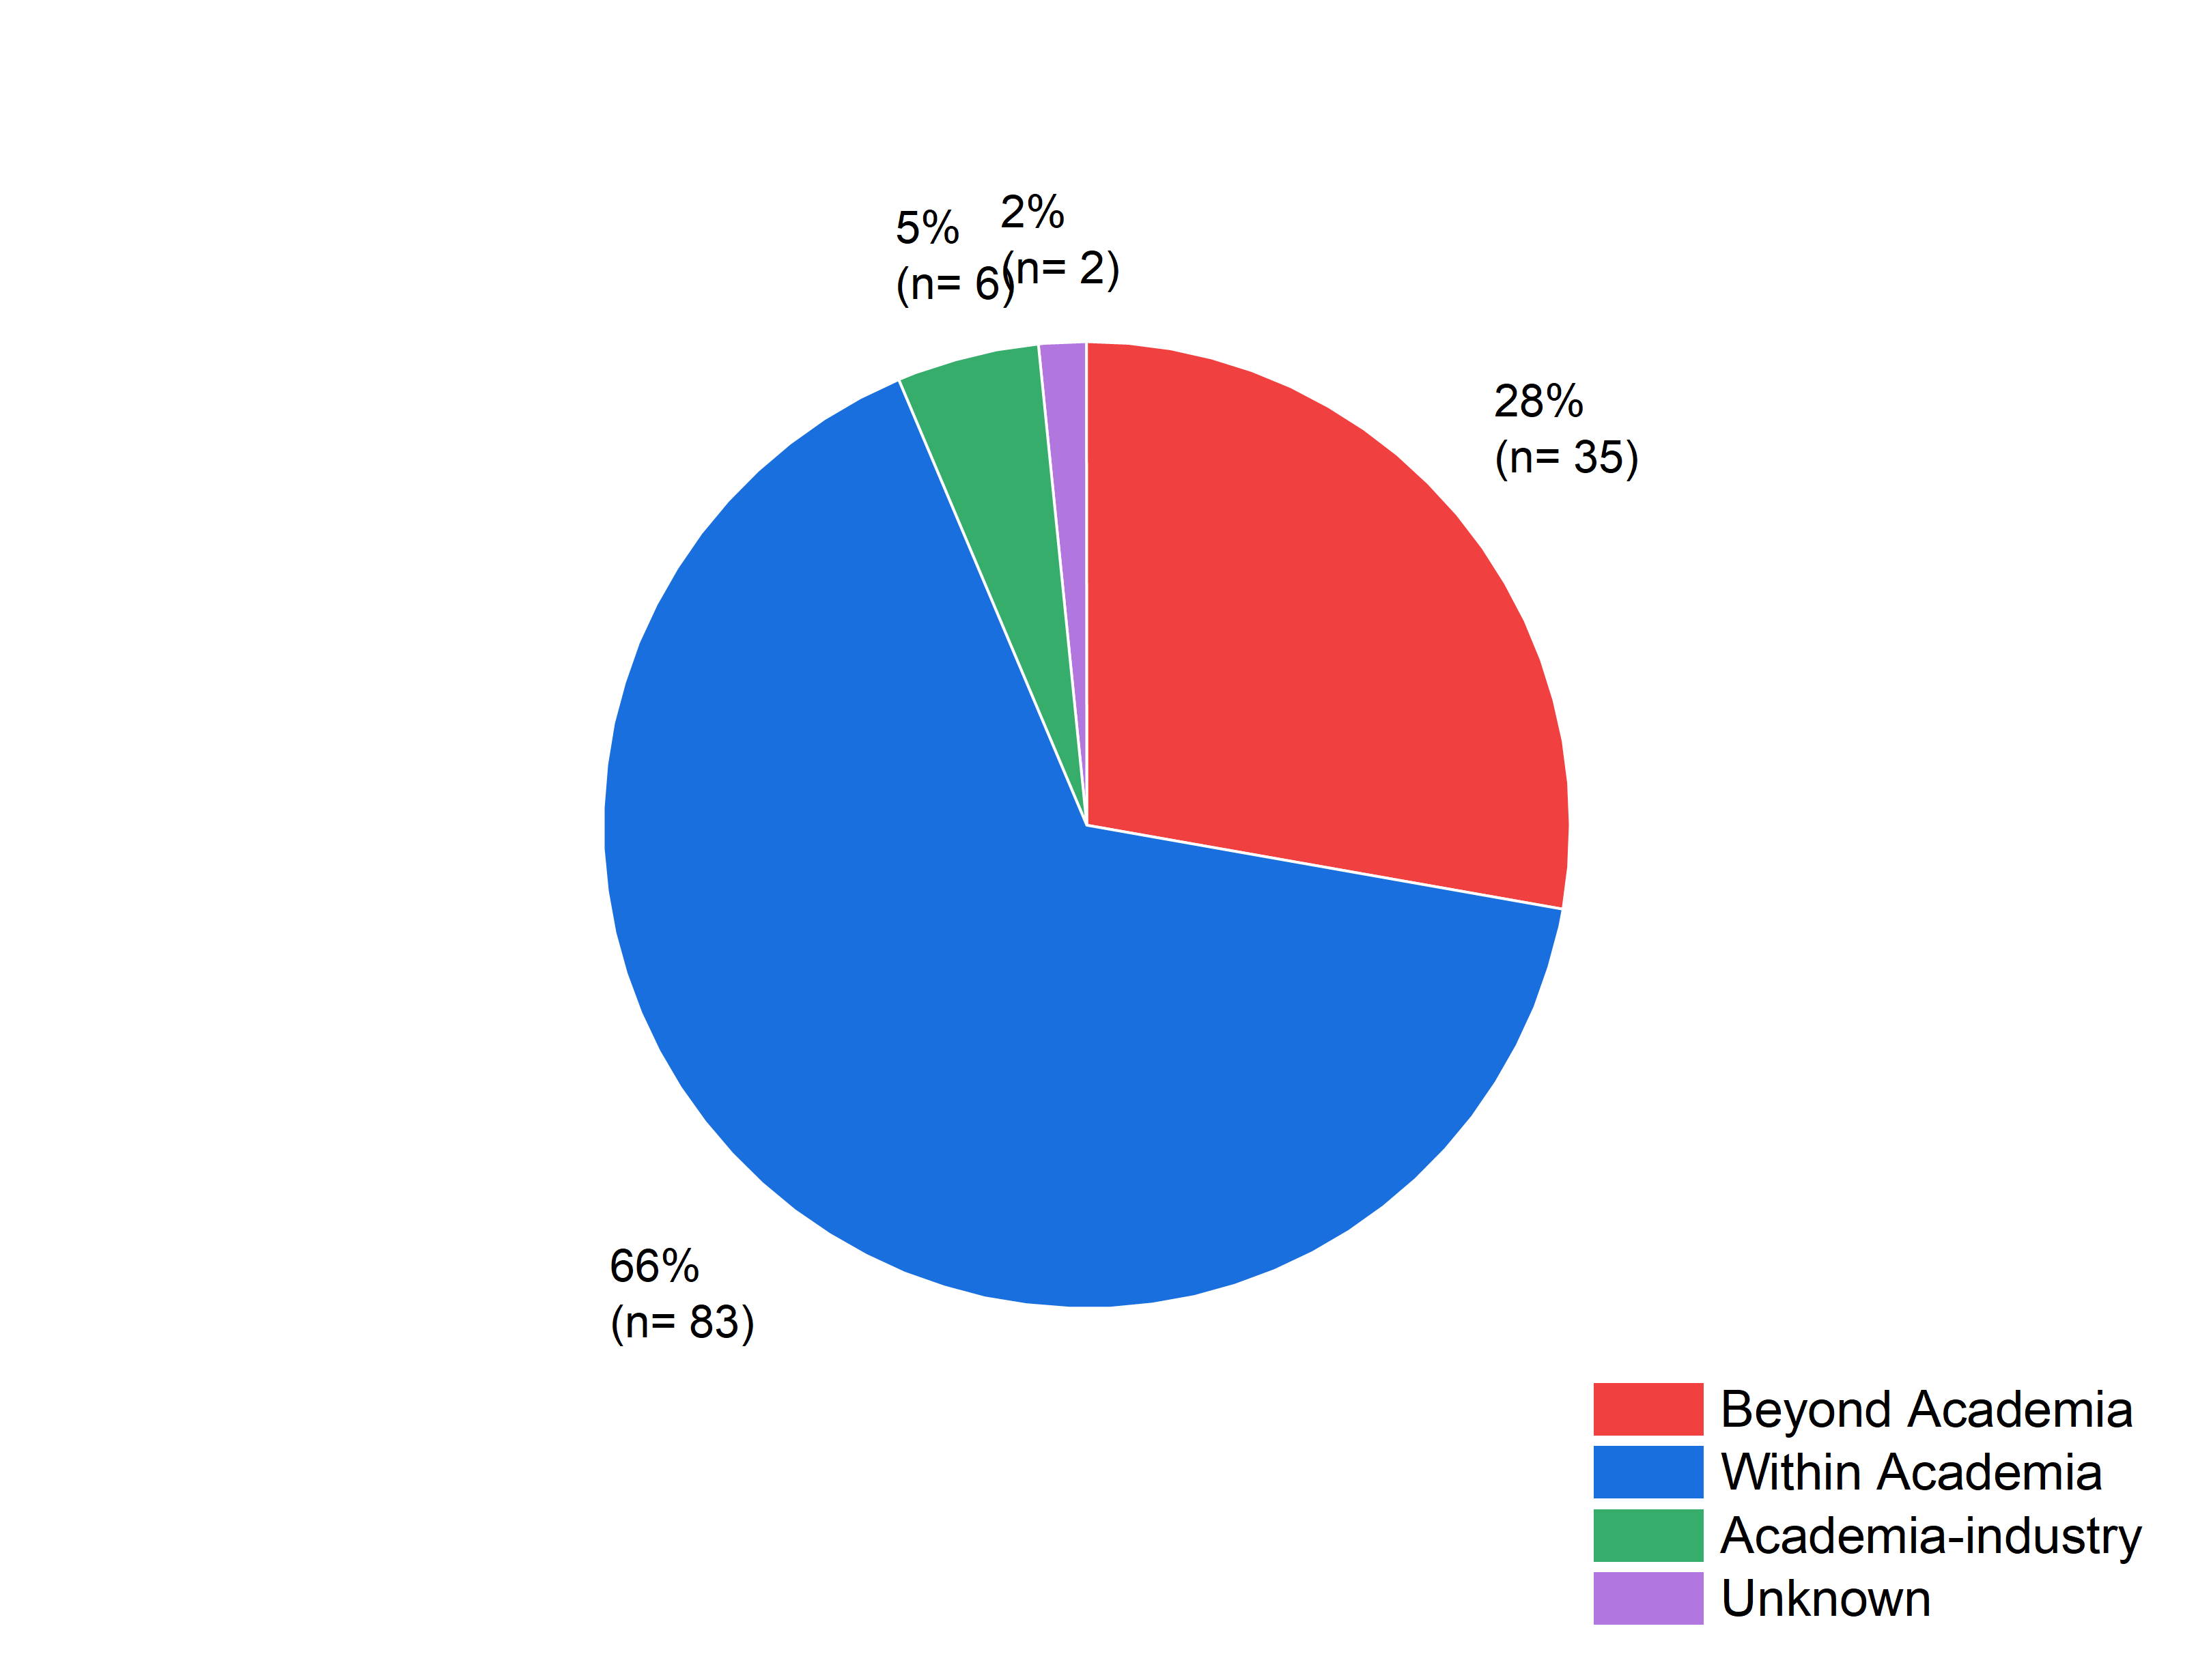 5%
(n= 6)
2%
(n= 2)
28%
(n= 35)
66%
(n= 83)
Beyond Academia
Within Academia
Academia-industry
Unknown